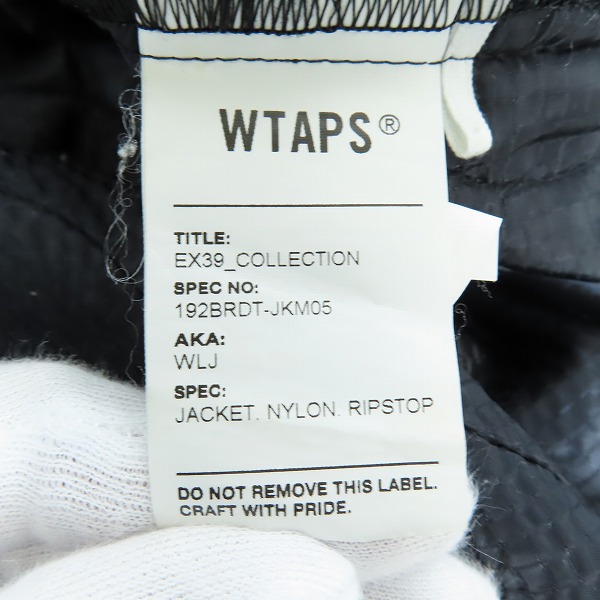 WTAPS®
TITLE:
EX39_COLLECTION
SPEC NO:
192BRDT-JKM05
AKA:
WLJ
SPEC:
JACKET. NYLON. RIPSTOP
DO NOT REMOVE THIS LABEL.
CRAFT WITH PRIDE.